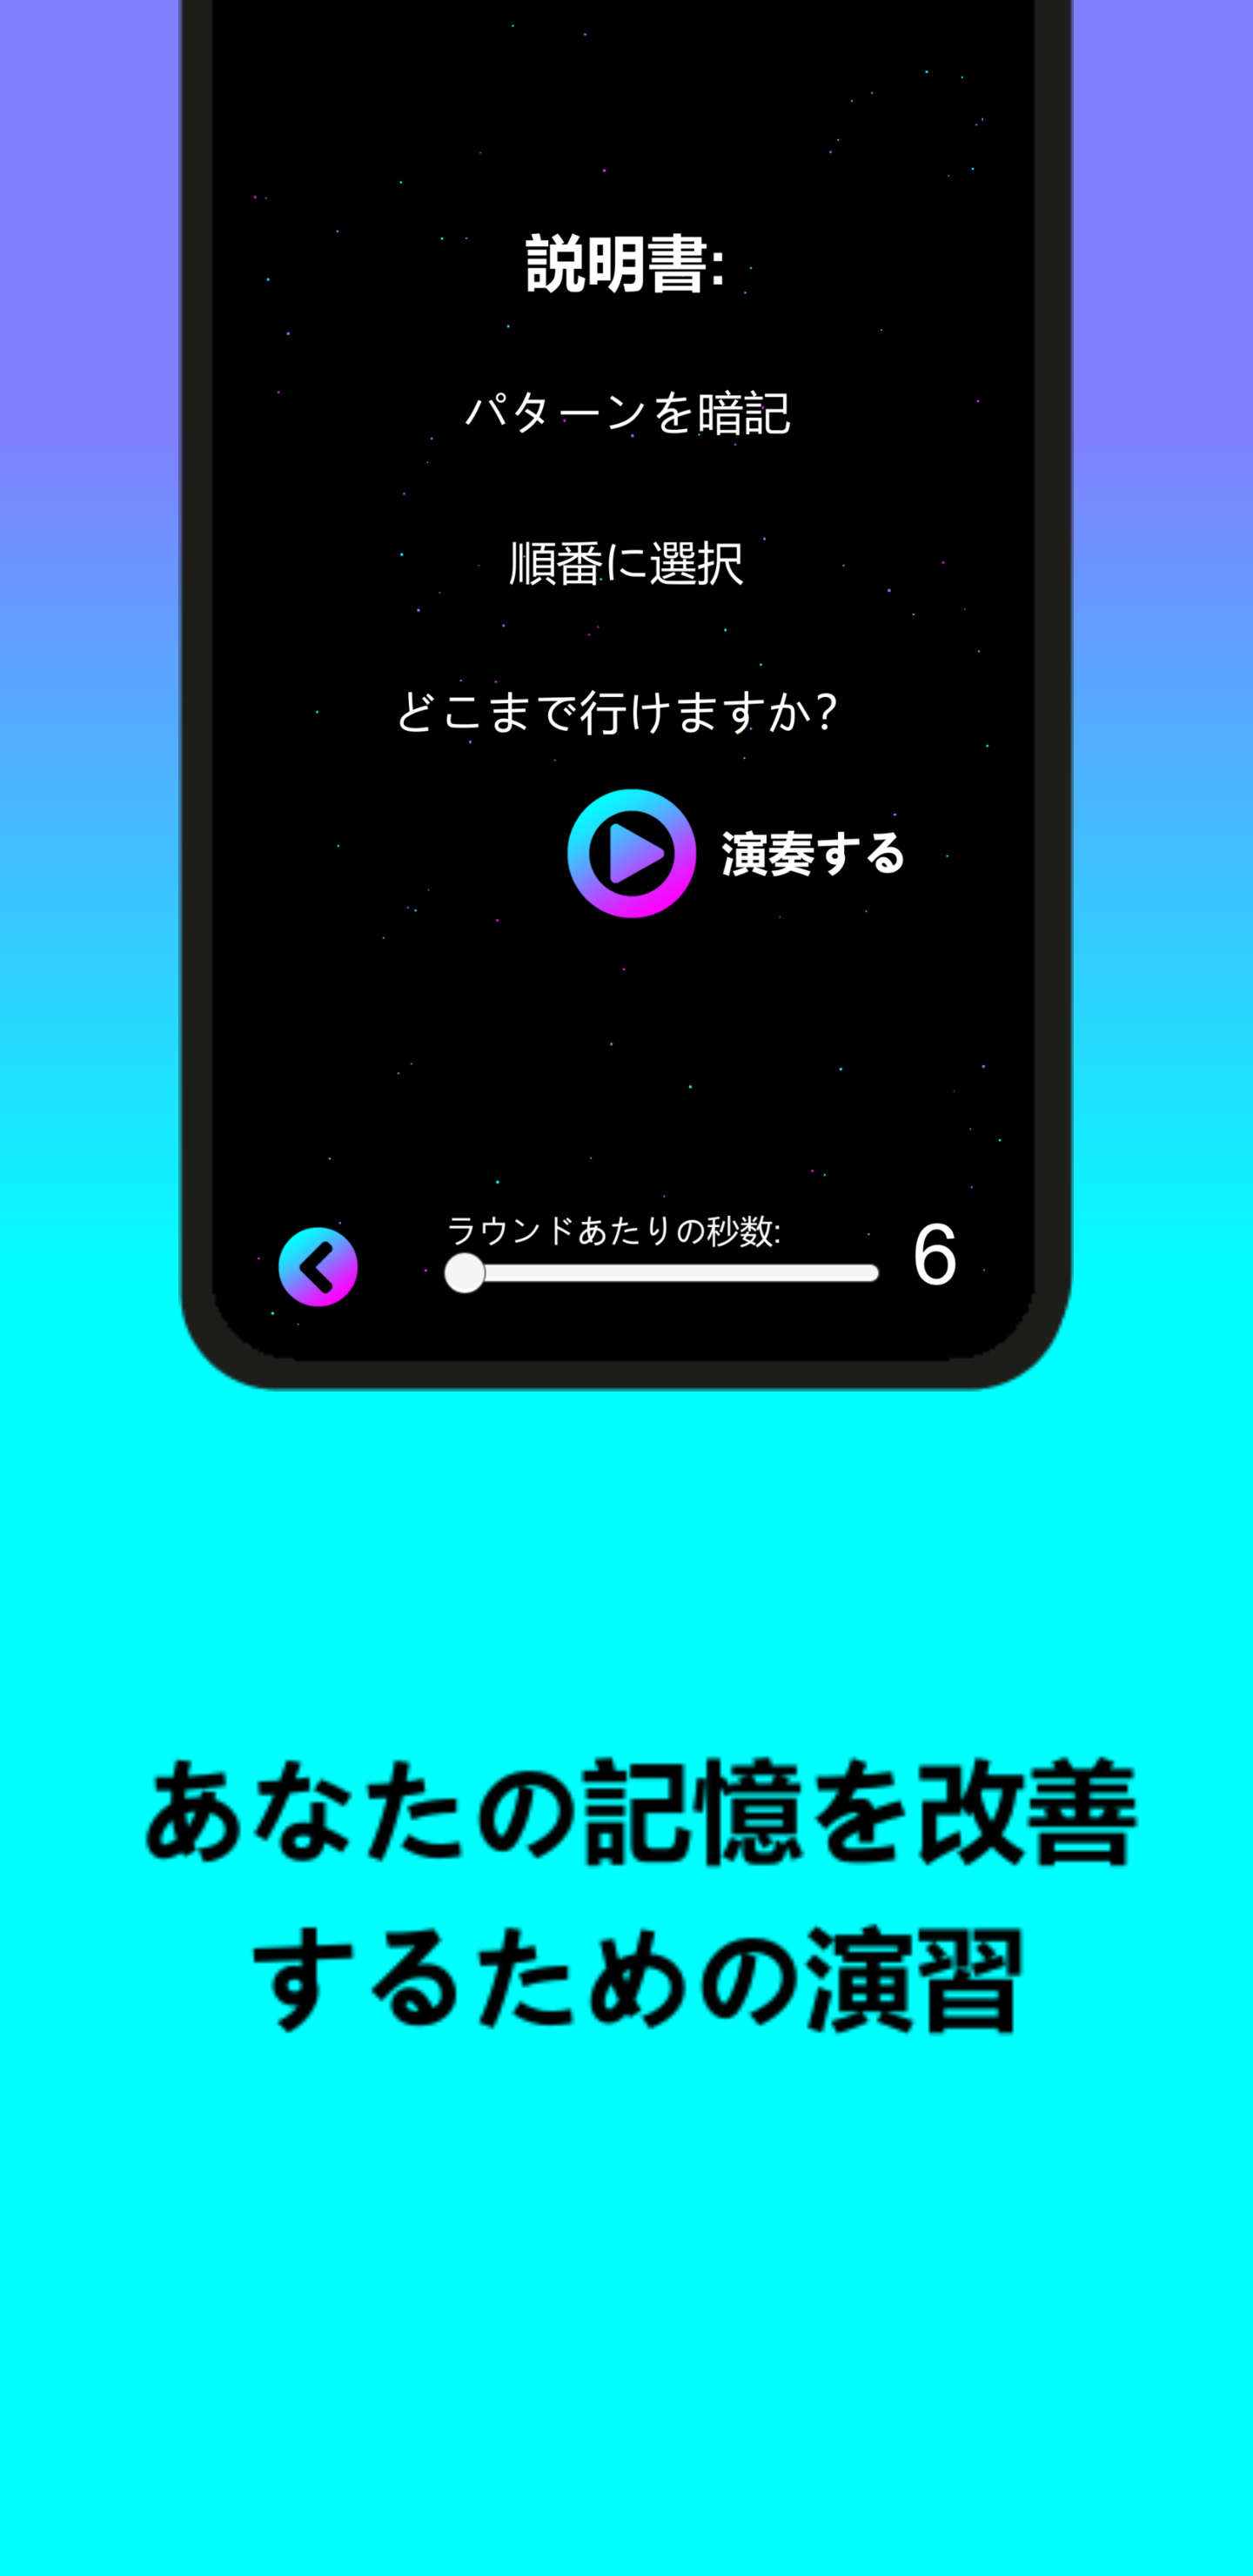 説明書:
パターンを暗記
順番に選択
どこまで行けますか?
演奏する
ラウンドあたりの秒数:
6
あなたの記憶を改善
するための演習